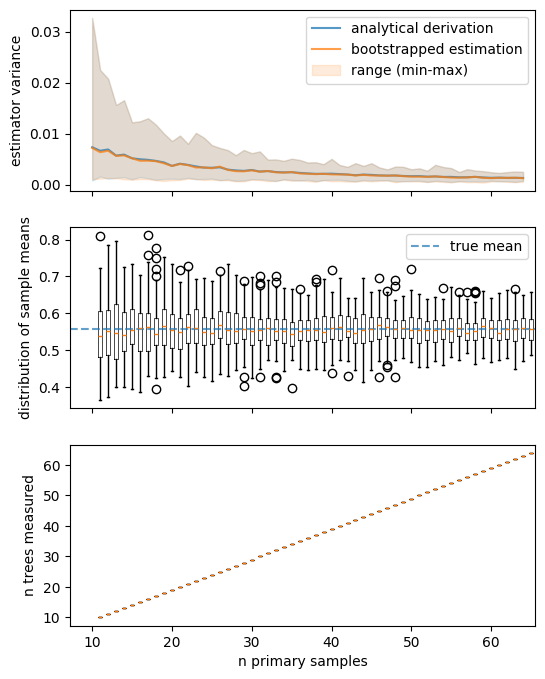 estimator variance
0.03
0.02
0.01
0.00
analytical derivation
bootstrapped estimation
range (min-max)
distribution of sample means
0.8
0.7
0.6
0.5
0.4
true mean
n trees measured
60
50
40
30
20
10
10
20
30
40
50
60
n primary samples